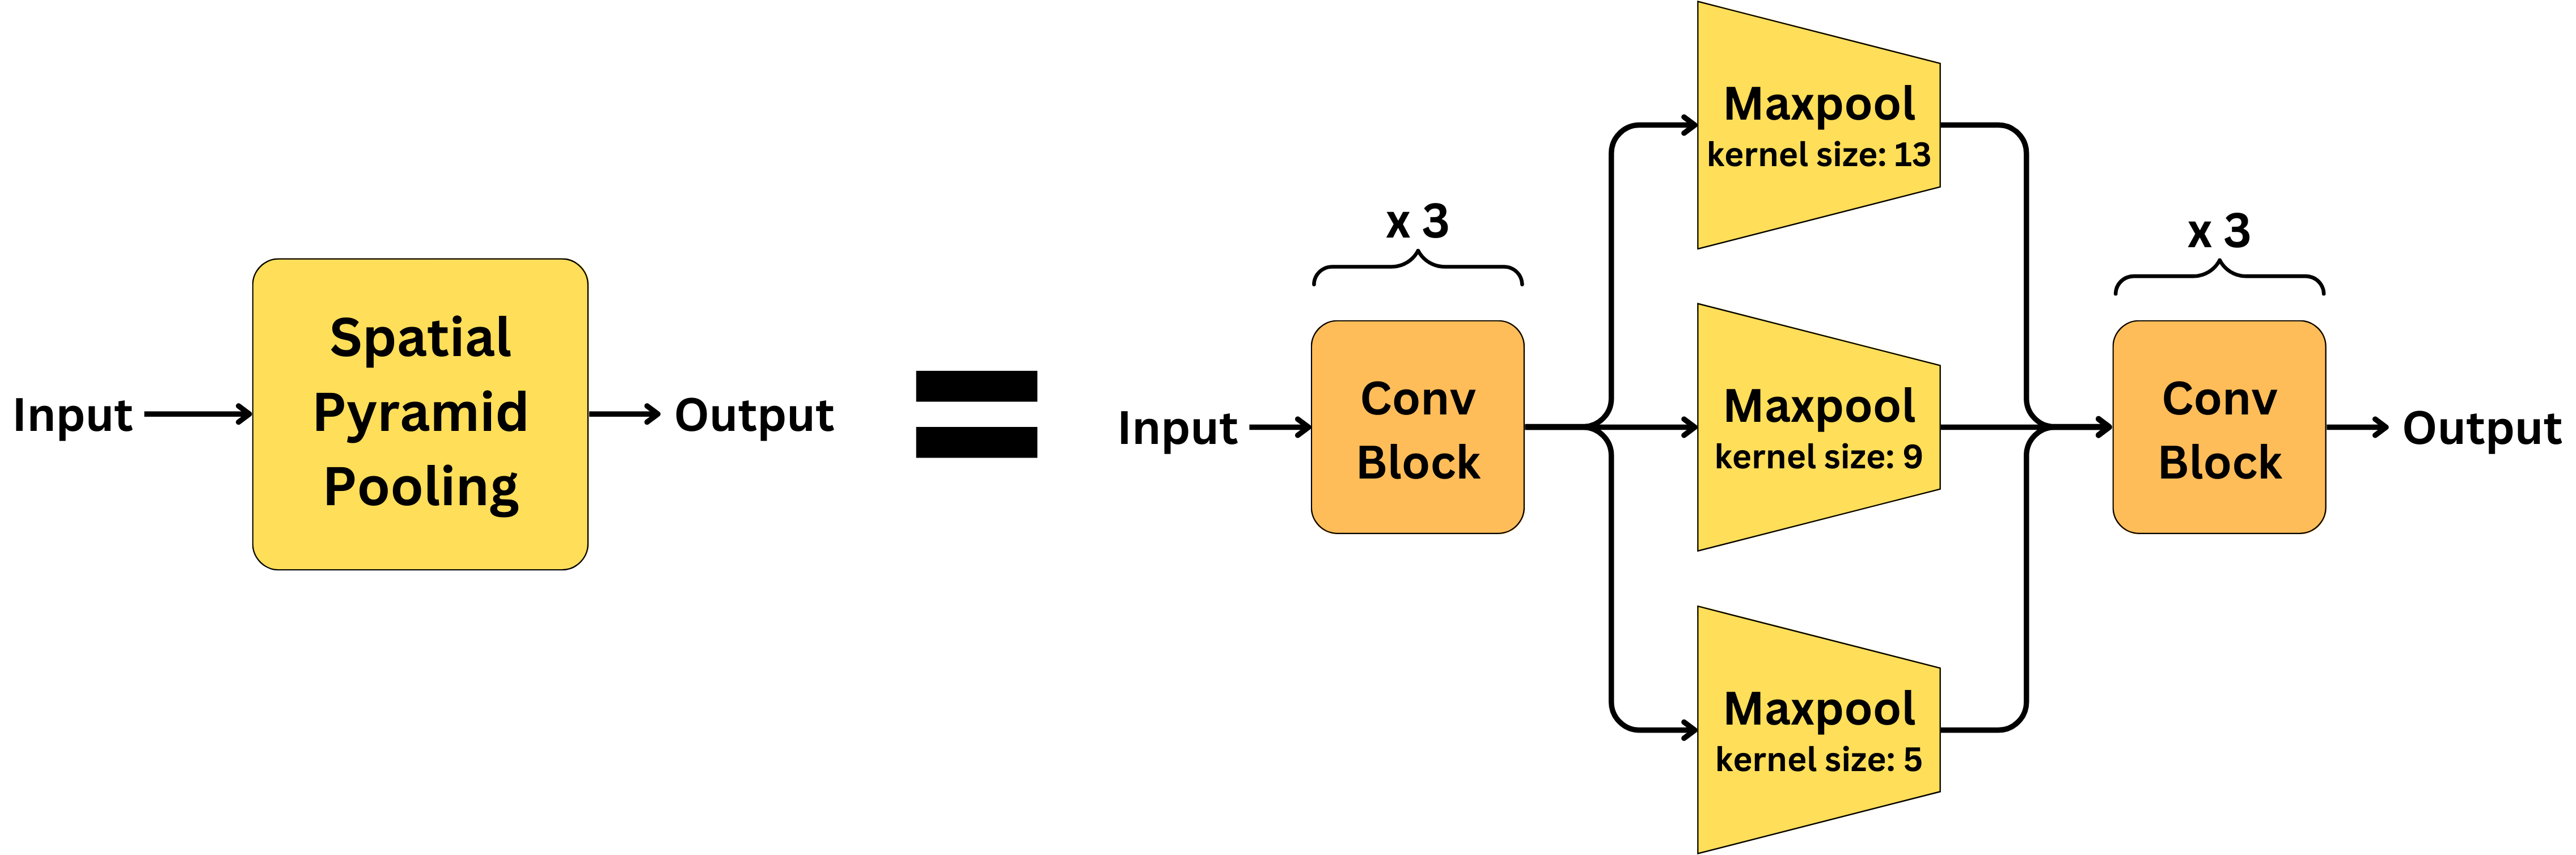 Input
Spatial
Pyramid
Pooling
Output
Input
x 3
Conv
Block
Maxpool
kernel size: 13
Maxpool
kernel size: 9
Maxpool
kernel size: 5
x 3
Conv
Block
Output